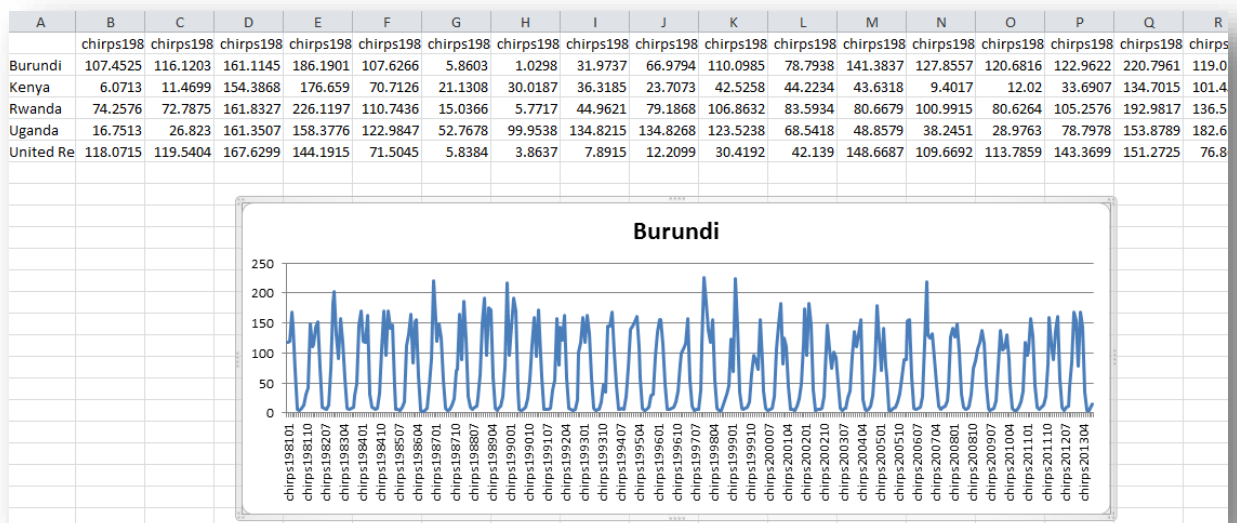 A B C D E F G H I J K L M N O P Q R
chirps198 chirps198 chirps198 chirps198 chirps198 chirps198 chirps198 chirps198 chirps198 chirps198 chirps198 chirps198 chirps198 chirps198 chirps198 chirps198 chirps
Burundi 107.4525 116.1203 161.1145 186.1901 107.6266 5.8603 1.0298 31.9737 66.9794 110.0985 78.7938 141.3837 127.8557 120.6816 122.9622 220.7961 119.0
Kenya 6.0713 11.4699 154.3868 176.659 70.7126 21.1308 30.0187 36.3185 23.7073 42.5258 44.2234 43.6318 9.4017 12.02 33.6907 134.7015 101.4
Rwanda 74.2576 72.7875 161.8327 226.1197 110.7436 15.0366 5.7717 44.9621 79.1868 106.8632 83.5934 80.6679 100.9915 80.6264 105.2576 192.9817 136.5
Uganda 16.7513 26.823 161.3507 158.3776 122.9847 52.7678 99.9538 134.8215 134.8268 123.5238 68.5418 48.8579 38.2451 28.9763 78.7978 153.8789 182.6
United Re 118.0715 119.5404 167.6299 144.1915 71.5045 5.8384 3.8637 7.8915 12.2099 30.4192 42.139 148.6687 109.6692 113.7859 143.3699 151.2725 76.8
Burundi
250
200
150
100
50
0
chirps198101
chirps198110
chirps198207
chirps198304
chirps198401
chirps198410
chirps198507
chirps198604
chirps198701
chirps198710
chirps198807
chirps198904
chirps199001
chirps199010
chirps199107
chirps199204
chirps199301
chirps199310
chirps199407
chirps199504
chirps199601
chirps199610
chirps199707
chirps199804
chirps199901
chirps199910
chirps200007
chirps200104
chirps200201
chirps200210
chirps200307
chirps200404
chirps200501
chirps200510
chirps200607
chirps200704
chirps200801
chirps200810
chirps200907
chirps201004
chirps201101
chirps201110
chirps201207
chirps201304